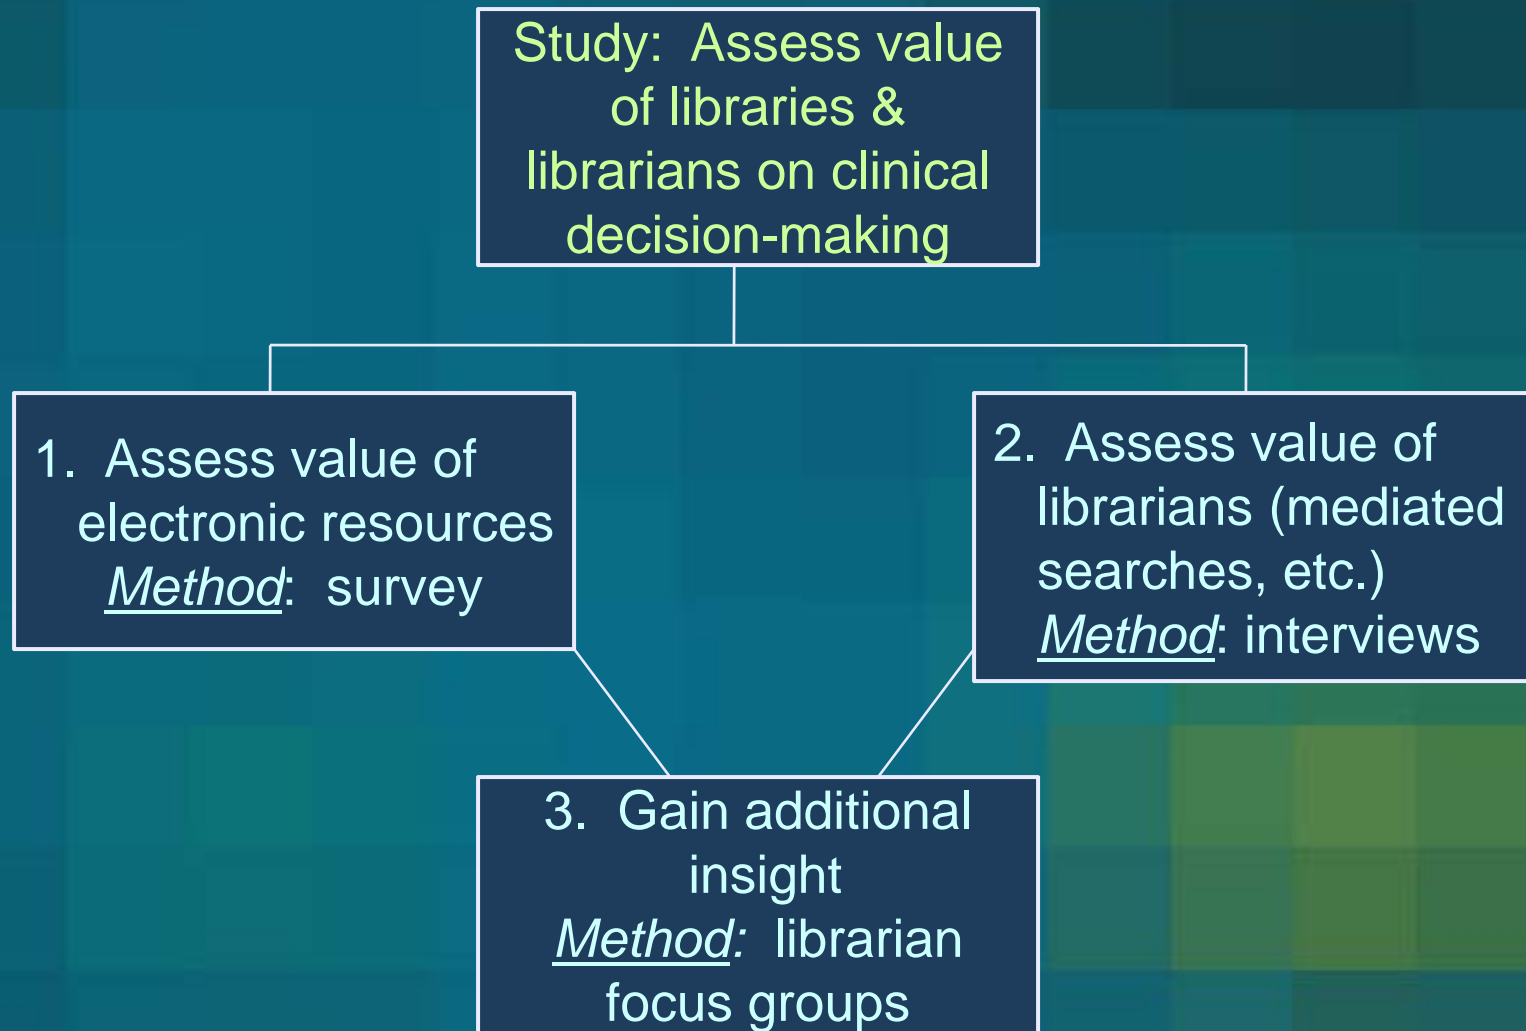 Study:  Assess value
of libraries &
librarians on clinical
decision-making
1.  Assess value of
electronic resources
Method:  survey
2.  Assess value of
librarians (mediated
searches, etc.)
Method: interviews
3.  Gain additional
insight
Method:  librarian
focus groups